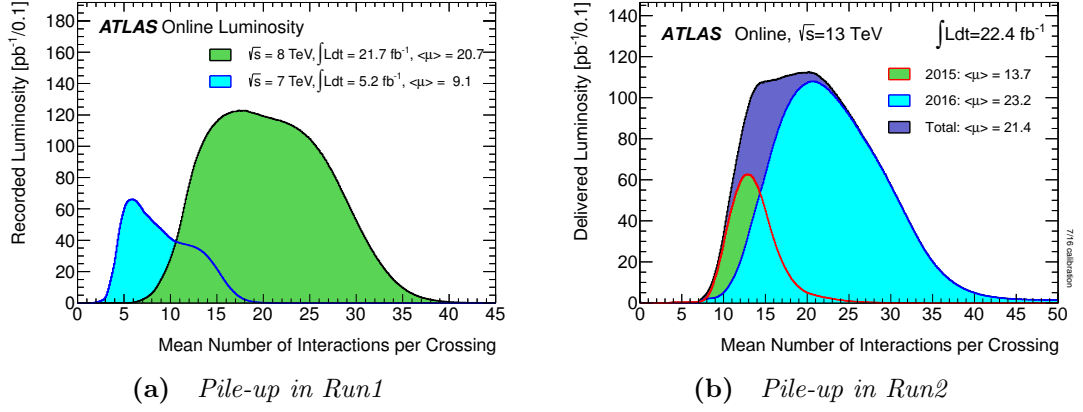 ATLAS Online Luminosity
√s = 8 TeV, ∫Ldt = 21.7 fb⁻¹, <μ> = 20.7
√s = 7 TeV, ∫Ldt = 5.2 fb⁻¹, <μ> = 9.1
Recorded Luminosity [pb⁻¹/0.1]
180
160
140
120
100
80
60
40
20
0
0 5 10 15 20 25 30 35 40 45
Mean Number of Interactions per Crossing
(a) Pile-up in Run1
ATLAS Online, √s=13 TeV ∫Ldt=22.4 fb⁻¹
2015: <μ> = 13.7
2016: <μ> = 23.2
Total: <μ> = 21.4
Delivered Luminosity [pb⁻¹/0.1]
140
120
100
80
60
40
20
0
0 5 10 15 20 25 30 35 40 45 50
7/16 calibration
Mean Number of Interactions per Crossing
(b) Pile-up in Run2